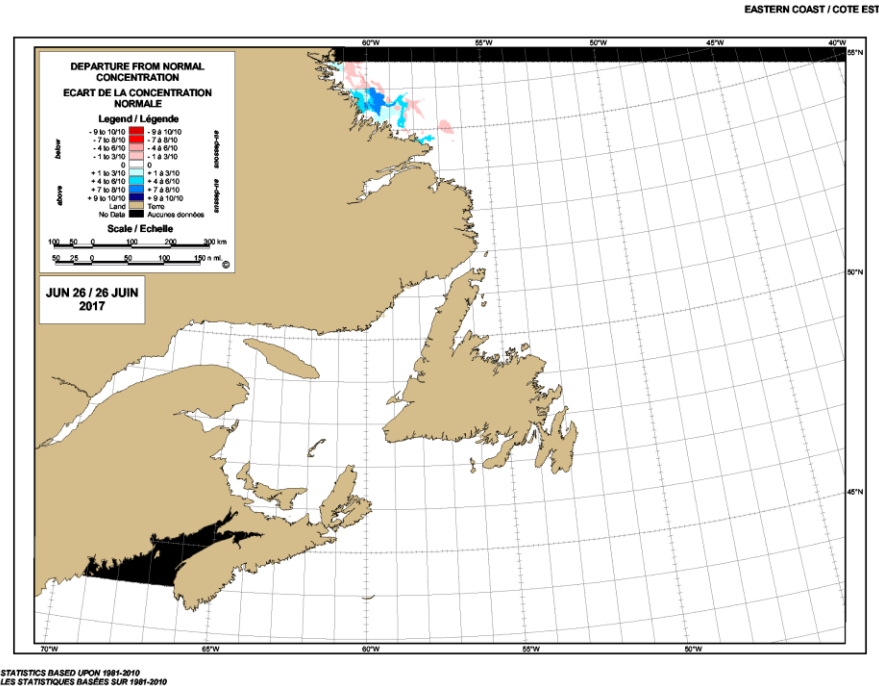 EASTERN COAST / COTE EST
60°W 55°W 50°W 45°W 40°W
55°N
DEPARTURE FROM NORMAL
CONCENTRATION
ECART DE LA CONCENTRATION
NORMALE
Legend / Légende
- 9 to 10/10 - 9 à 10/10
- 7 to 8/10 - 7 à 8/10
- 4 to 6/10 - 4 à 6/10
- 1 to 3/10 - 1 à 3/10
0 0
+ 1 to 3/10 + 1 à 3/10
+ 4 to 6/10 + 4 à 6/10
+ 7 to 8/10 + 7 à 8/10
+ 9 to 10/10 + 9 à 10/10
Land Terre
No Data Aucunes données
below
above
au-dessous
au-dessus
Scale / Echelle
100 50 0 100 200 300 km
50 25 0 50 100 150 n mi.
©
50°N
JUN 26 / 26 JUIN
2017
45°N
70°W 65°W 60°W 55°W 50°W
STATISTICS BASED UPON 1981-2010
LES STATISTIQUES BASÉES SUR 1981-2010